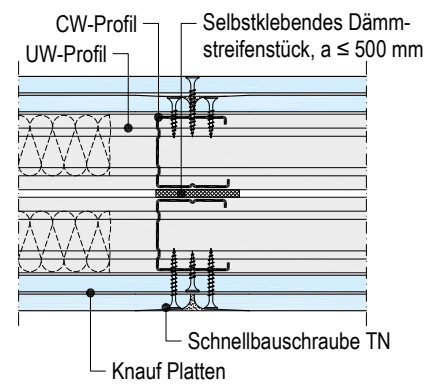 CW-Profil
UW-Profil
Selbstklebendes Dämm-
streifenstück, a ≤ 500 mm
Schnellbauschraube TN
Knauf Platten